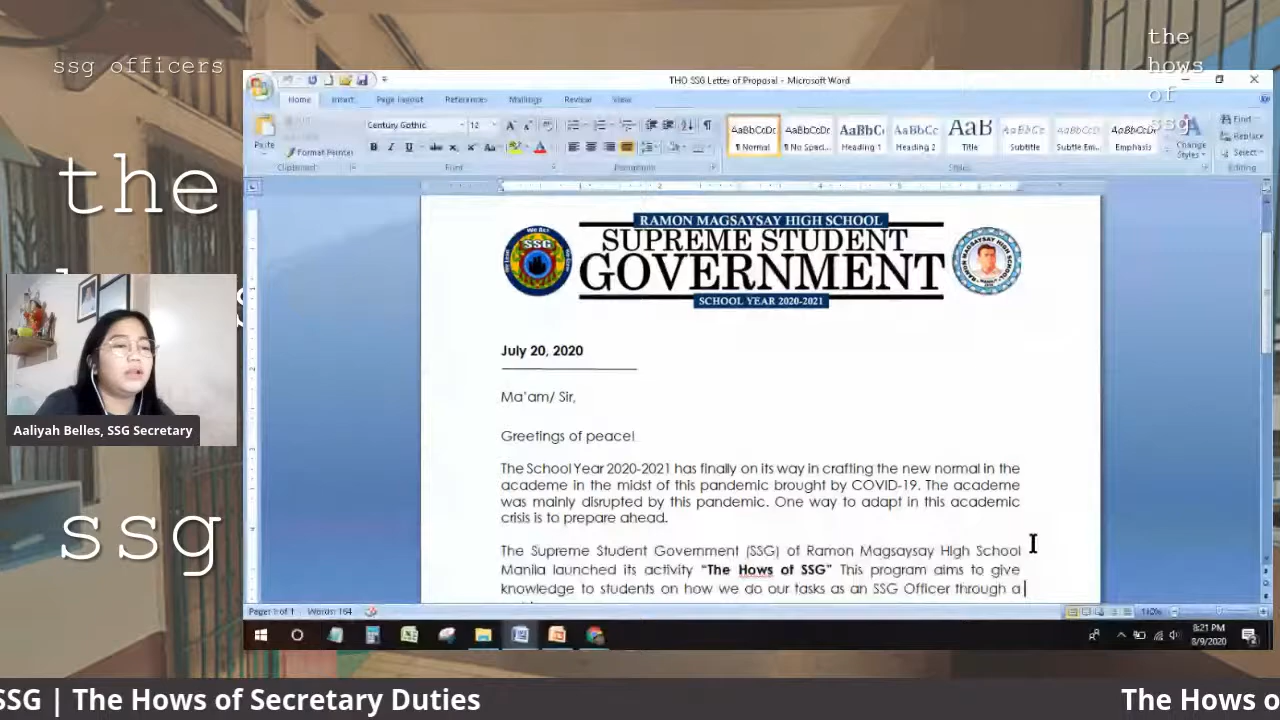 ssg officers
the
hows
of
ssg
the
ssg
THO SSG Letter of Proposal - Microsoft Word
Home Insert Page Layout References Mailings Review View
Paste
Format Painter
Clipboard
Century Gothic 12
Font
Paragraph
AaBbCcDc AaBbCcDc AaBbC AaBbCc AaB AaBbCc AaBbCcDc AaBbCcDc
¶ Normal ¶ No Spaci... Heading 1 Heading 2 Title Subtitle Subtle Em... Emphasis
Change Styles
Styles
Find
Replace
Select
Editing
RAMON MAGSAYSAY HIGH SCHOOL
SUPREME STUDENT
GOVERNMENT
SCHOOL YEAR 2020-2021
SSG
RAMON MAGSAYSAY HIGH SCHOOL
July 20, 2020
Ma'am/ Sir,
Greetings of peace!
The School Year 2020-2021 has finally on its way in crafting the new normal in the
academe in the midst of this pandemic brought by COVID-19. The academe
was mainly disrupted by this pandemic. One way to adapt in this academic
crisis is to prepare ahead.
The Supreme Student Government (SSG) of Ramon Magsaysay High School
Manila launched its activity "The Hows of SSG" This program aims to give
knowledge to students on how we do our tasks as an SSG Officer through a
Page: 1 of 1 Words: 164
8:21 PM
8/9/2020
Aaliyah Belles, SSG Secretary
SSG | The Hows of Secretary Duties
The Hows o